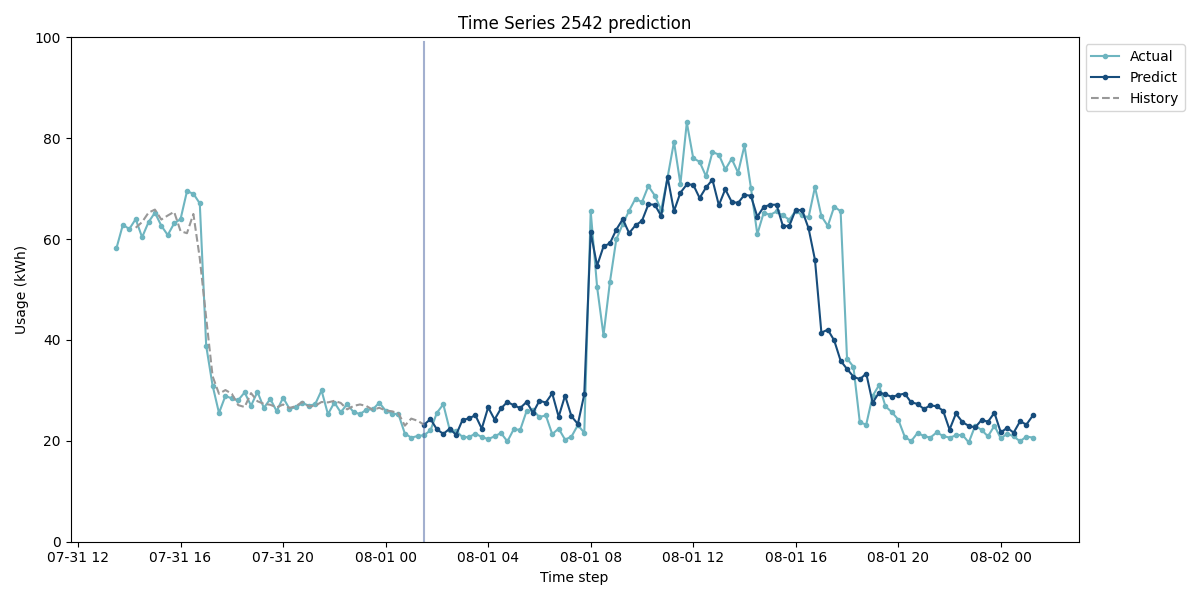 Time Series 2542 prediction
Usage (kWh)
100
80
60
40
20
0
07-31 12
07-31 16
07-31 20
08-01 00
08-01 04
08-01 08
08-01 12
08-01 16
08-01 20
08-02 00
Time step
Actual
Predict
History